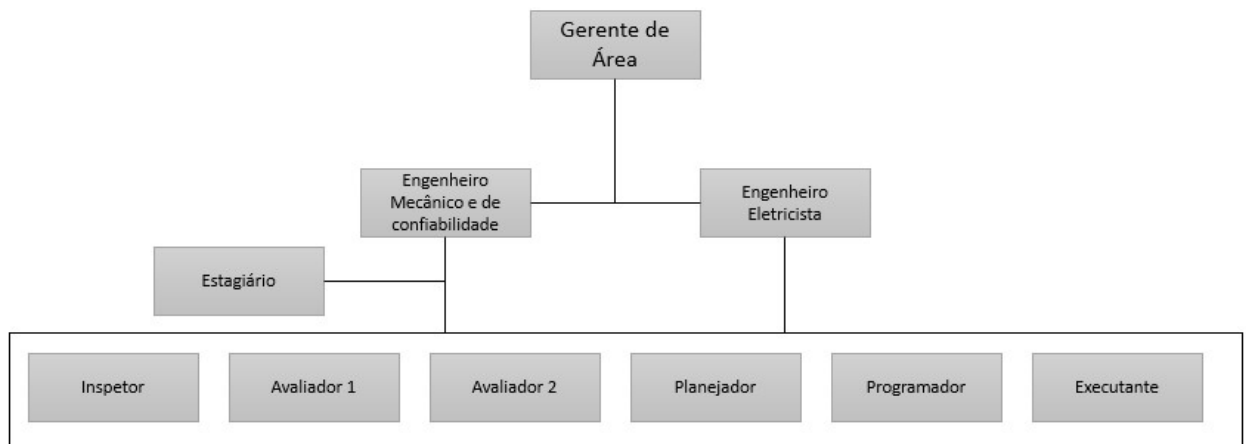 Gerente de
Área
Engenheiro
Mecânico e de
confiabilidade
Engenheiro
Eletricista
Estagiário
Inspetor
Avaliador 1
Avaliador 2
Planejador
Programador
Executante